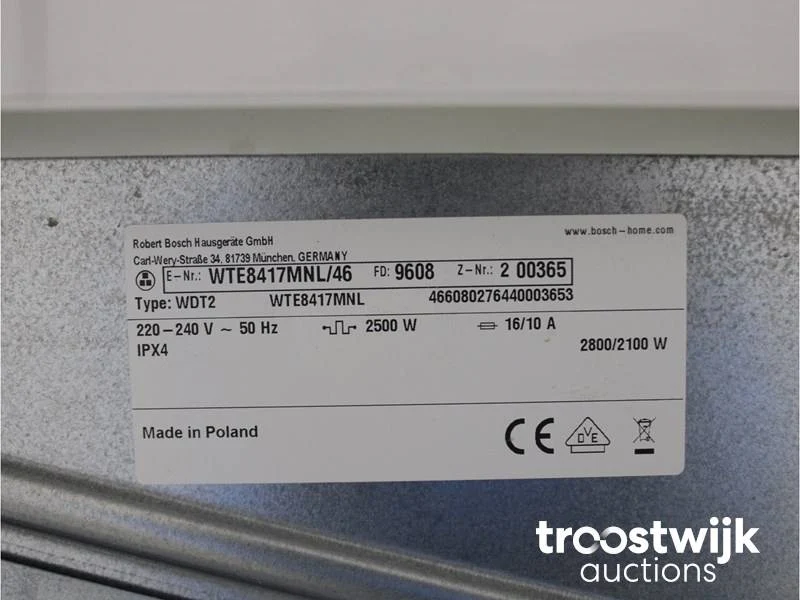 Robert Bosch Hausgeräte GmbH
www.bosch-home.com
Carl-Wery-Straße 34, 81739 München, GERMANY
E-Nr.: WTE8417MNL/46 FD: 9608 Z-Nr.: 2 00365
Type: WDT2 WTE8417MNL 466080276440003653
220-240 V ~ 50 Hz 2500 W 16/10 A
IPX4 2800/2100 W
Made in Poland
CE DVE
troostwijk
auctions